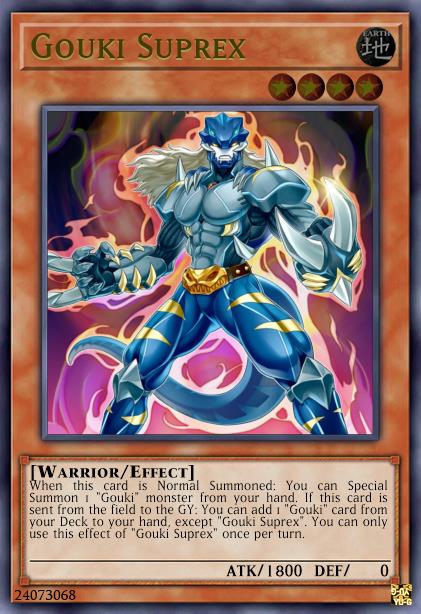 GOUKI SUPREX
EARTH
地
[WARRIOR/EFFECT]
When this card is Normal Summoned: You can Special
Summon 1 "Gouki" monster from your hand. If this card is
sent from the field to the GY: You can add 1 "Gouki" card from
your Deck to your hand, except "Gouki Suprex". You can only
use this effect of "Gouki Suprex" once per turn.
ATK/1800 DEF/ 0
24073068